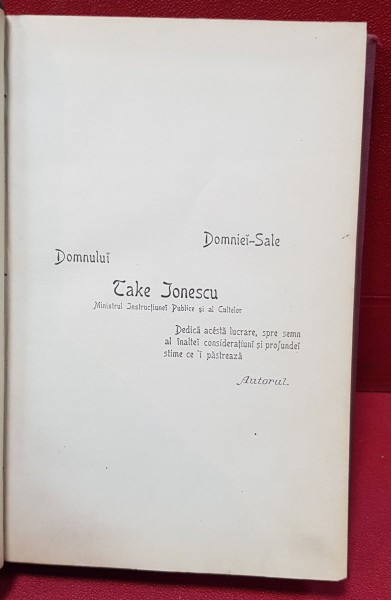 Domnieĭ-Sale
Domnuluĭ
Take Jonescu
Ministrul Instrucțiuneĭ Publice și al Cultelor
Dedică acéstă lucrare, spre semn
al înalteĭ considerațiunĭ și profundeĭ
stime ce 'ĭ păstrează
Autorul.